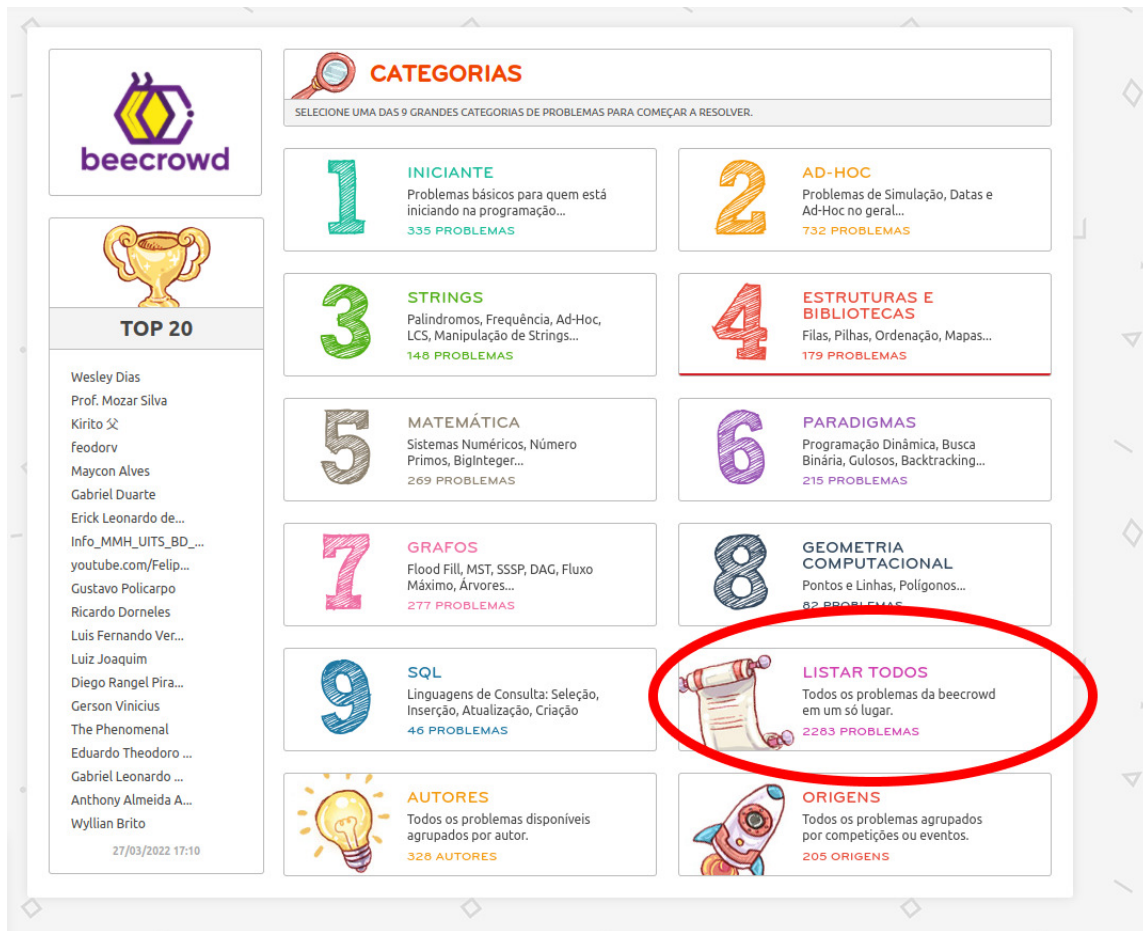 beecrowd
TOP 20
Wesley Dias
Prof. Mozar Silva
Kirito 父
feodorv
Maycon Alves
Gabriel Duarte
Erick Leonardo de...
Info_MMH_UITS_BD_...
youtube.com/Felip...
Gustavo Policarpo
Ricardo Dorneles
Luis Fernando Ver...
Luiz Joaquim
Diego Rangel Pira...
Gerson Vinicius
The Phenomenal
Eduardo Theodoro ...
Gabriel Leonardo ...
Anthony Almeida A...
Wyllian Brito
27/03/2022 17:10
CATEGORIAS
SELECIONE UMA DAS 9 GRANDES CATEGORIAS DE PROBLEMAS PARA COMEÇAR A RESOLVER.
1
INICIANTE
Problemas básicos para quem está
iniciando na programação...
335 PROBLEMAS
2
AD-HOC
Problemas de Simulação, Datas e
Ad-Hoc no geral...
732 PROBLEMAS
3
STRINGS
Palindromos, Frequência, Ad-Hoc,
LCS, Manipulação de Strings...
148 PROBLEMAS
4
ESTRUTURAS E
BIBLIOTECAS
Filas, Pilhas, Ordenação, Mapas...
179 PROBLEMAS
5
MATEMÁTICA
Sistemas Numéricos, Número
Primos, BigInteger...
269 PROBLEMAS
6
PARADIGMAS
Programação Dinâmica, Busca
Binária, Gulosos, Backtracking...
215 PROBLEMAS
7
GRAFOS
Flood Fill, MST, SSSP, DAG, Fluxo
Máximo, Árvores...
277 PROBLEMAS
8
GEOMETRIA
COMPUTACIONAL
Pontos e Linhas, Polígonos...
82 PROBLEMAS
9
SQL
Linguagens de Consulta: Seleção,
Inserção, Atualização, Criação
46 PROBLEMAS
LISTAR TODOS
Todos os problemas da beecrowd
em um só lugar.
2283 PROBLEMAS
AUTORES
Todos os problemas disponíveis
agrupados por autor.
328 AUTORES
ORIGENS
Todos os problemas agrupados
por competições ou eventos.
205 ORIGENS